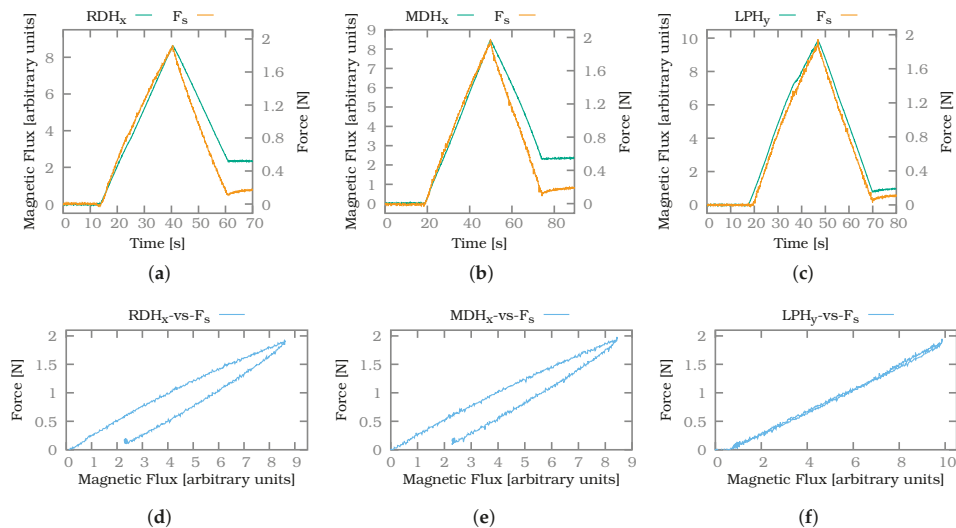 RDHx Fs
Magnetic Flux [arbitrary units]
8
6
4
2
0
2
1.6
1.2
0.8
0.4
0
Force [N]
0 10 20 30 40 50 60 70
Time [s]
(a)
MDHx Fs
Magnetic Flux [arbitrary units]
9
8
7
6
5
4
3
2
1
0
2
1.6
1.2
0.8
0.4
0
Force [N]
0 20 40 60 80
Time [s]
(b)
LPHy Fs
Magnetic Flux [arbitrary units]
10
8
6
4
2
0
2
1.6
1.2
0.8
0.4
0
Force [N]
0 10 20 30 40 50 60 70 80
Time [s]
(c)
RDHx-vs-Fs
Force [N]
2
1.5
1
0.5
0
0 1 2 3 4 5 6 7 8 9
Magnetic Flux [arbitrary units]
(d)
MDHx-vs-Fs
Force [N]
2
1.5
1
0.5
0
0 1 2 3 4 5 6 7 8 9
Magnetic Flux [arbitrary units]
(e)
LPHy-vs-Fs
Force [N]
2
1.5
1
0.5
0
0 2 4 6 8 10
Magnetic Flux [arbitrary units]
(f)